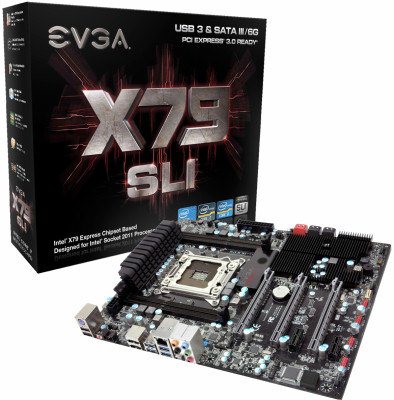 EVGA
USB 3 & SATA III/6G
PCI EXPRESS® 3.0 READY*
X79
SLI
Intel® X79 Express Chipset Based
Designed for Intel® Socket 2011 Processors